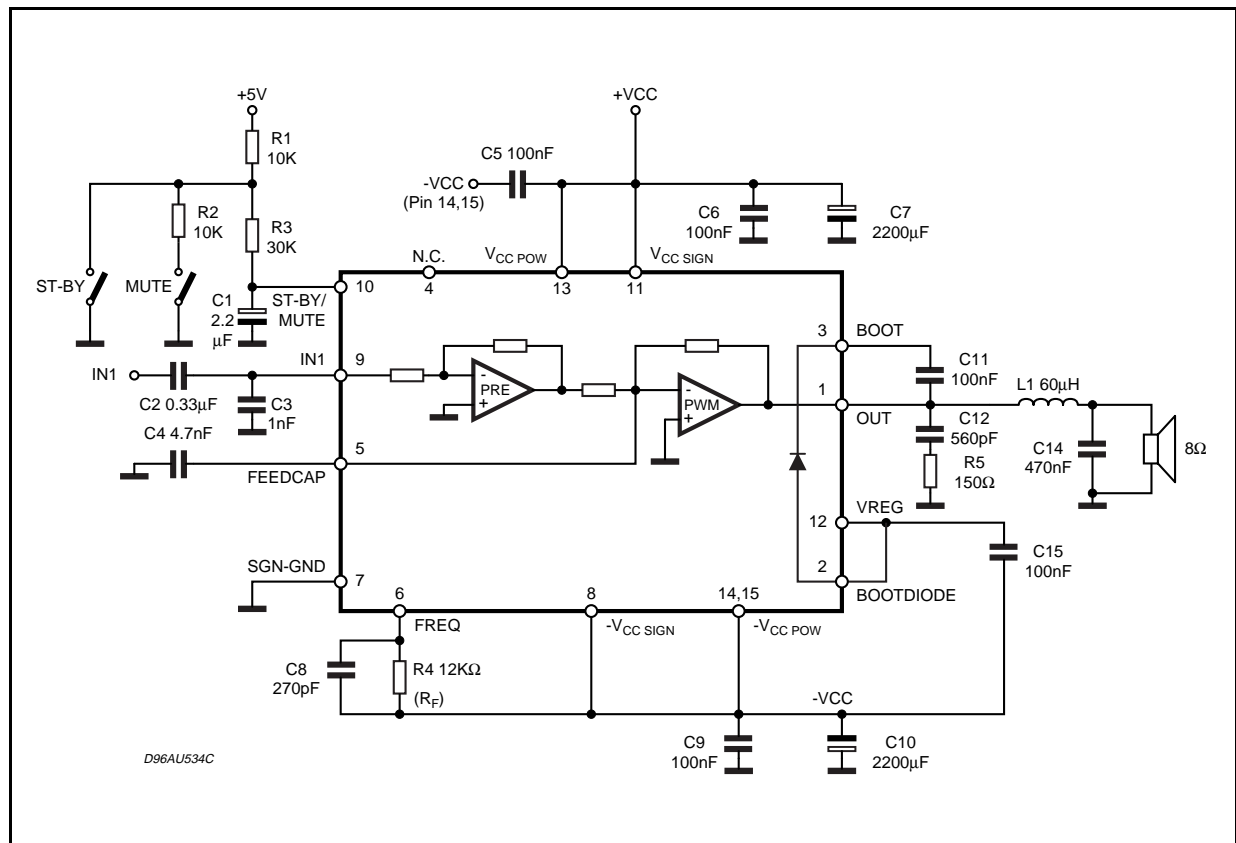 +5V
R1
10K
R2
10K
R3
30K
ST-BY
MUTE
C1
2.2
μF
ST-BY/
MUTE
10
+VCC
C5 100nF
-VCC
(Pin 14,15)
C6
100nF
C7
2200μF
N.C.
4
VCC POW
13
VCC SIGN
11
IN1
C2 0.33μF
C3
1nF
IN1
9
C4 4.7nF
5
FEEDCAP
-
PRE
+
-
PWM
+
3
BOOT
C11
100nF
1
OUT
L1 60μH
C12
560pF
R5
150Ω
C14
470nF
8Ω
12
VREG
2
BOOTDIODE
C15
100nF
SGN-GND
7
6
FREQ
8
-VCC SIGN
14,15
-VCC POW
C8
270pF
R4 12KΩ
(RF)
-VCC
C9
100nF
C10
2200μF
D96AU534C